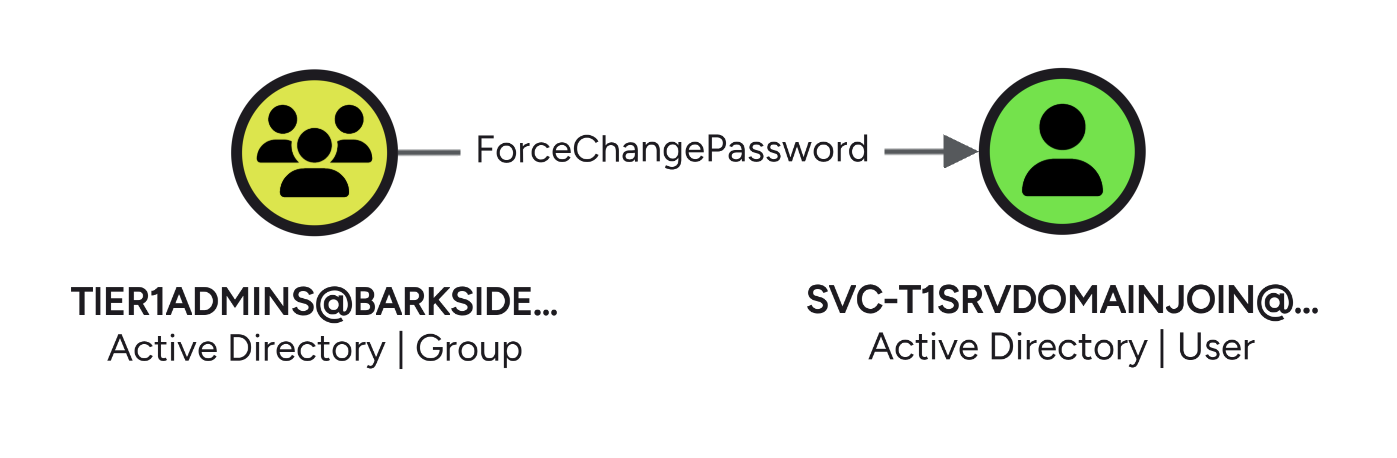 ForceChangePassword
TIER1ADMINS@BARKSIDE...
Active Directory | Group
SVC-T1SRVDOMAINJOIN@...
Active Directory | User